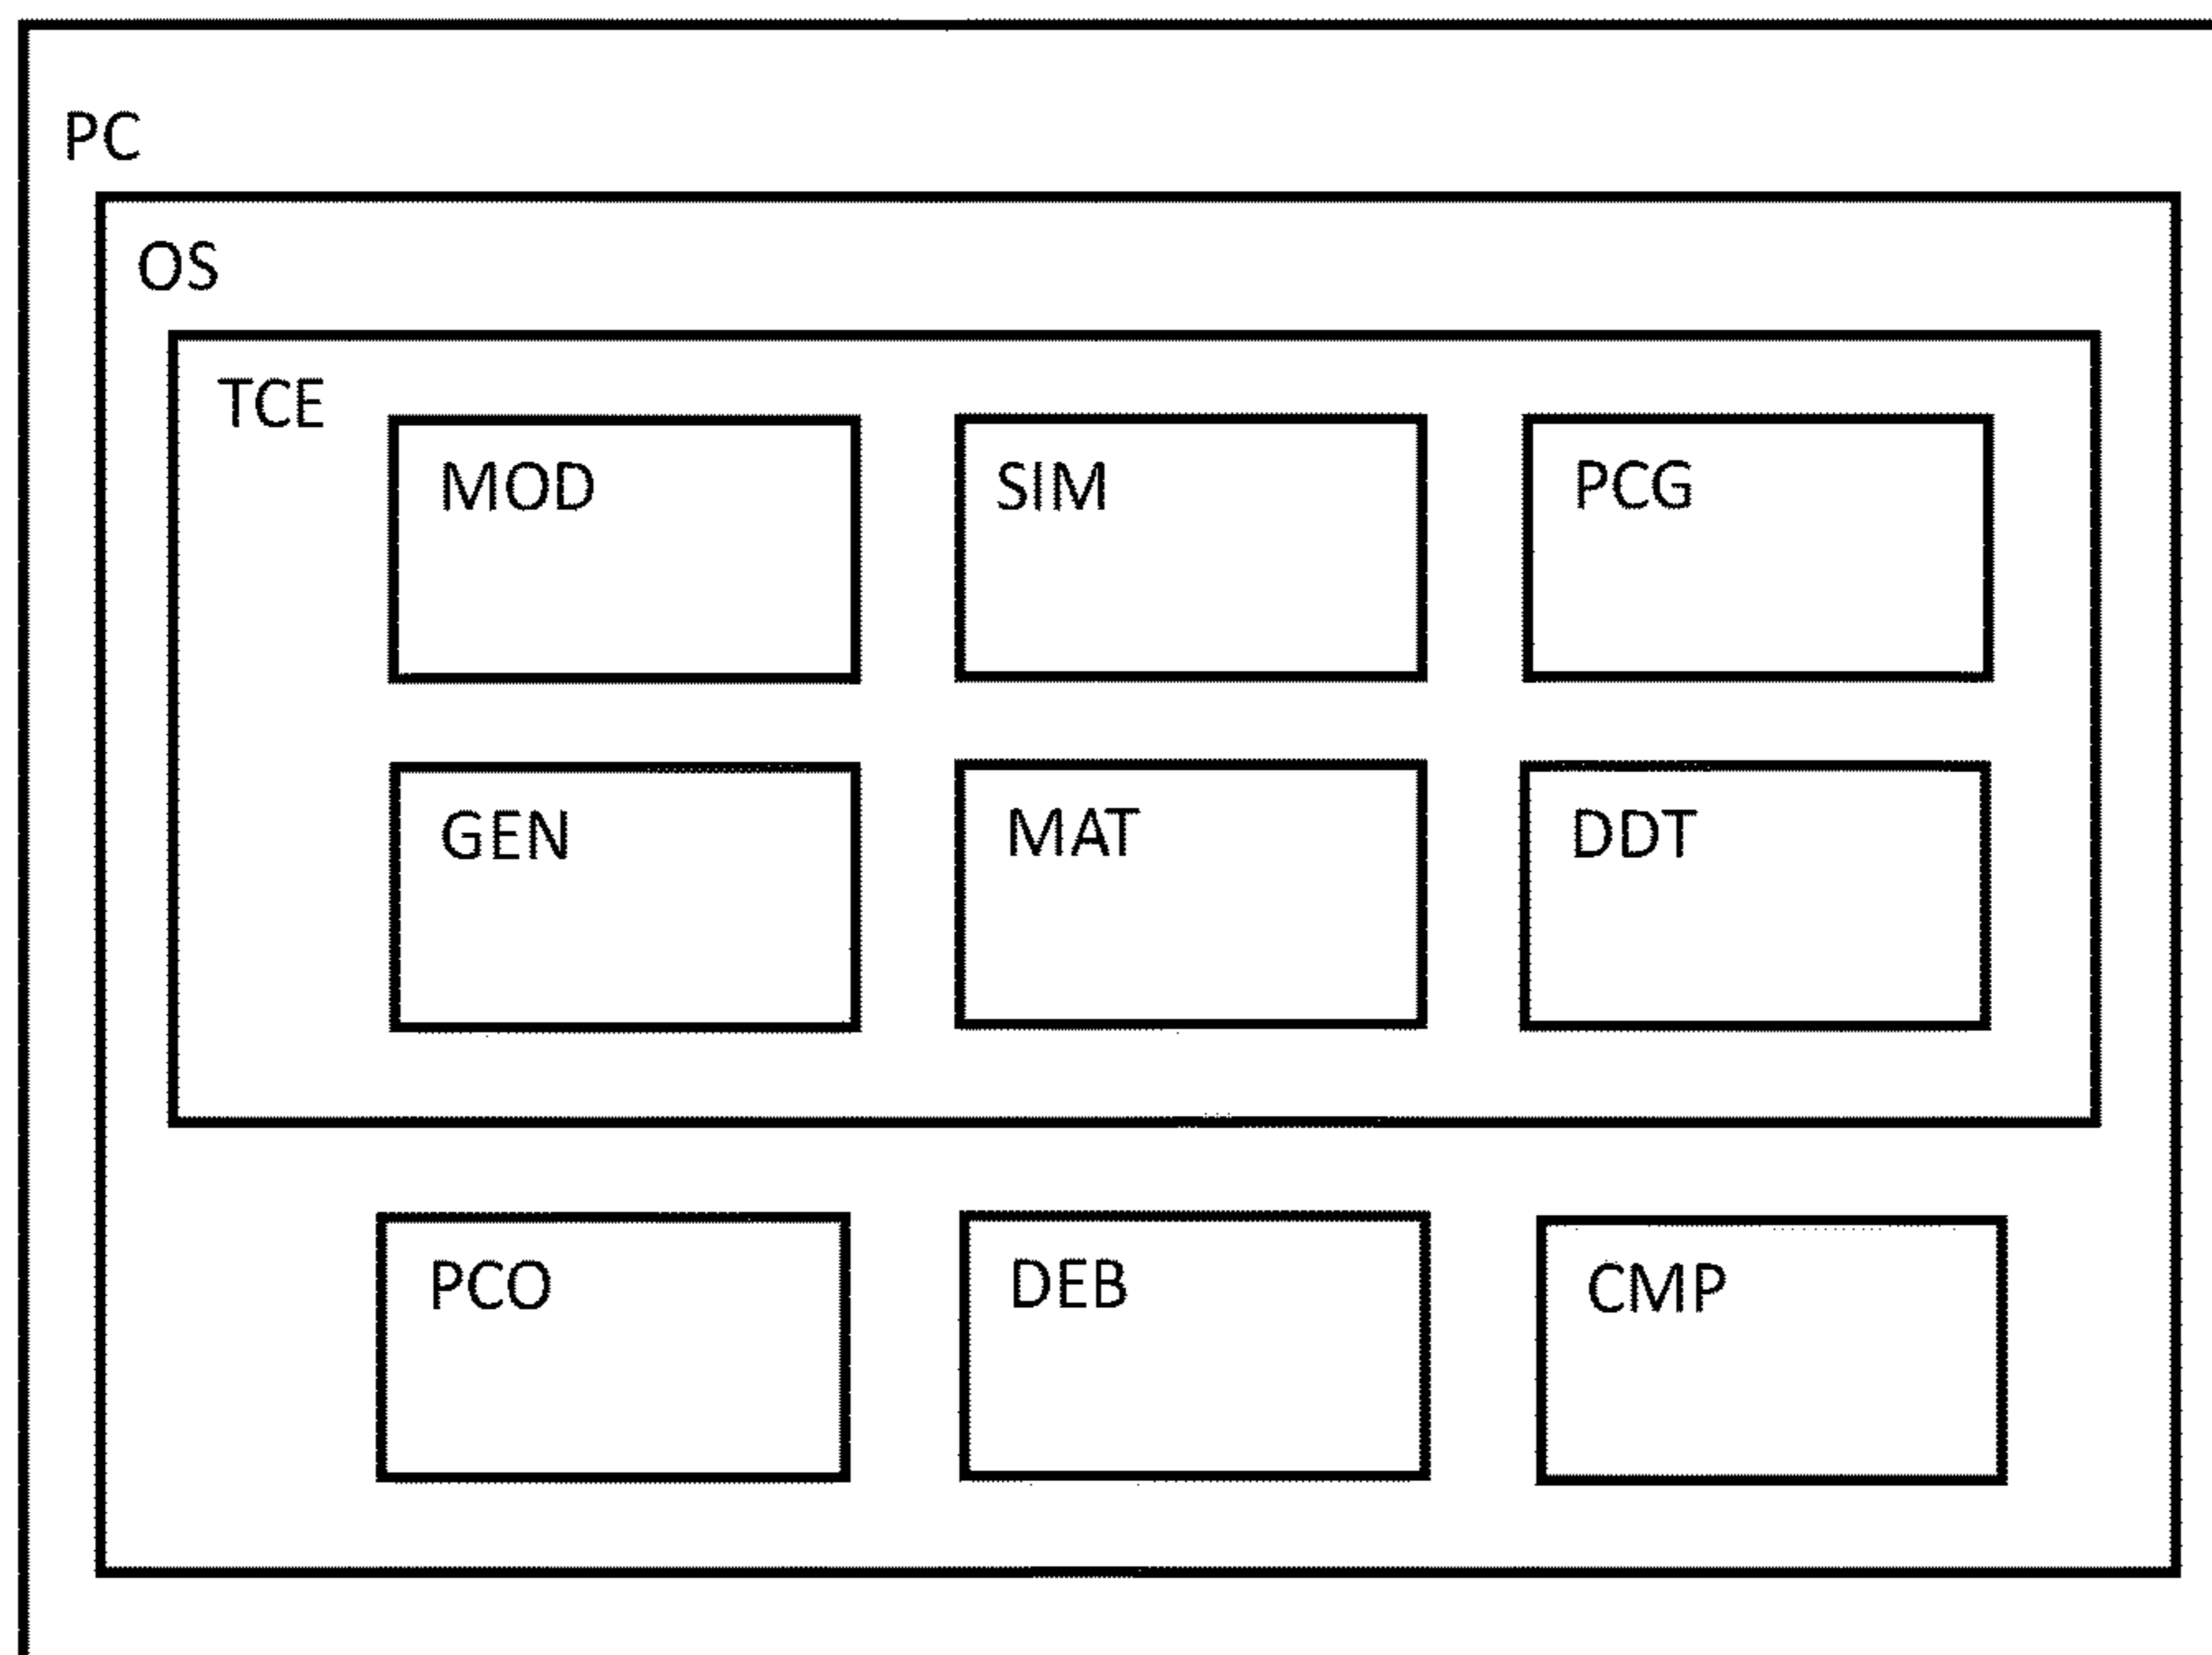 PC
OS
TCE
MOD
SIM
PCG
GEN
MAT
DDT
PCO
DEB
CMP